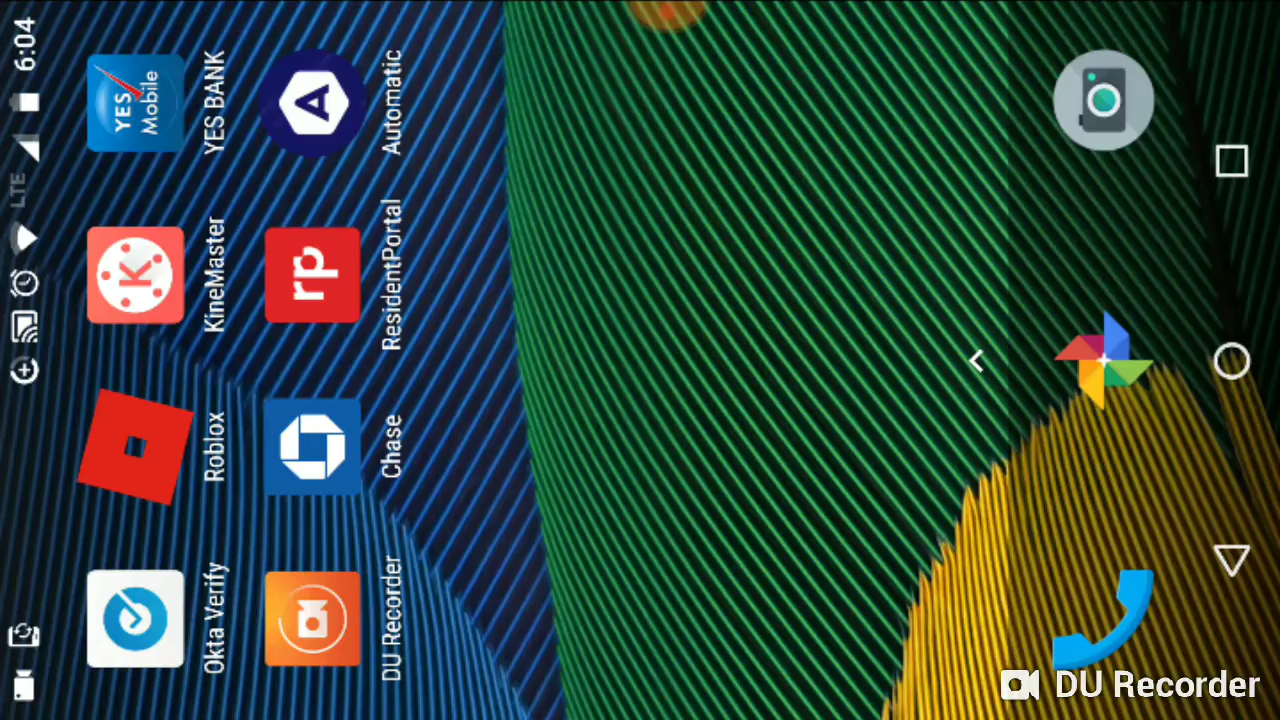 6:04
LTE
Okta Verify
Roblox
KineMaster
YES
Mobile
YES BANK
DU Recorder
Chase
rp
ResidentPortal
A
Automatic
K
DU Recorder